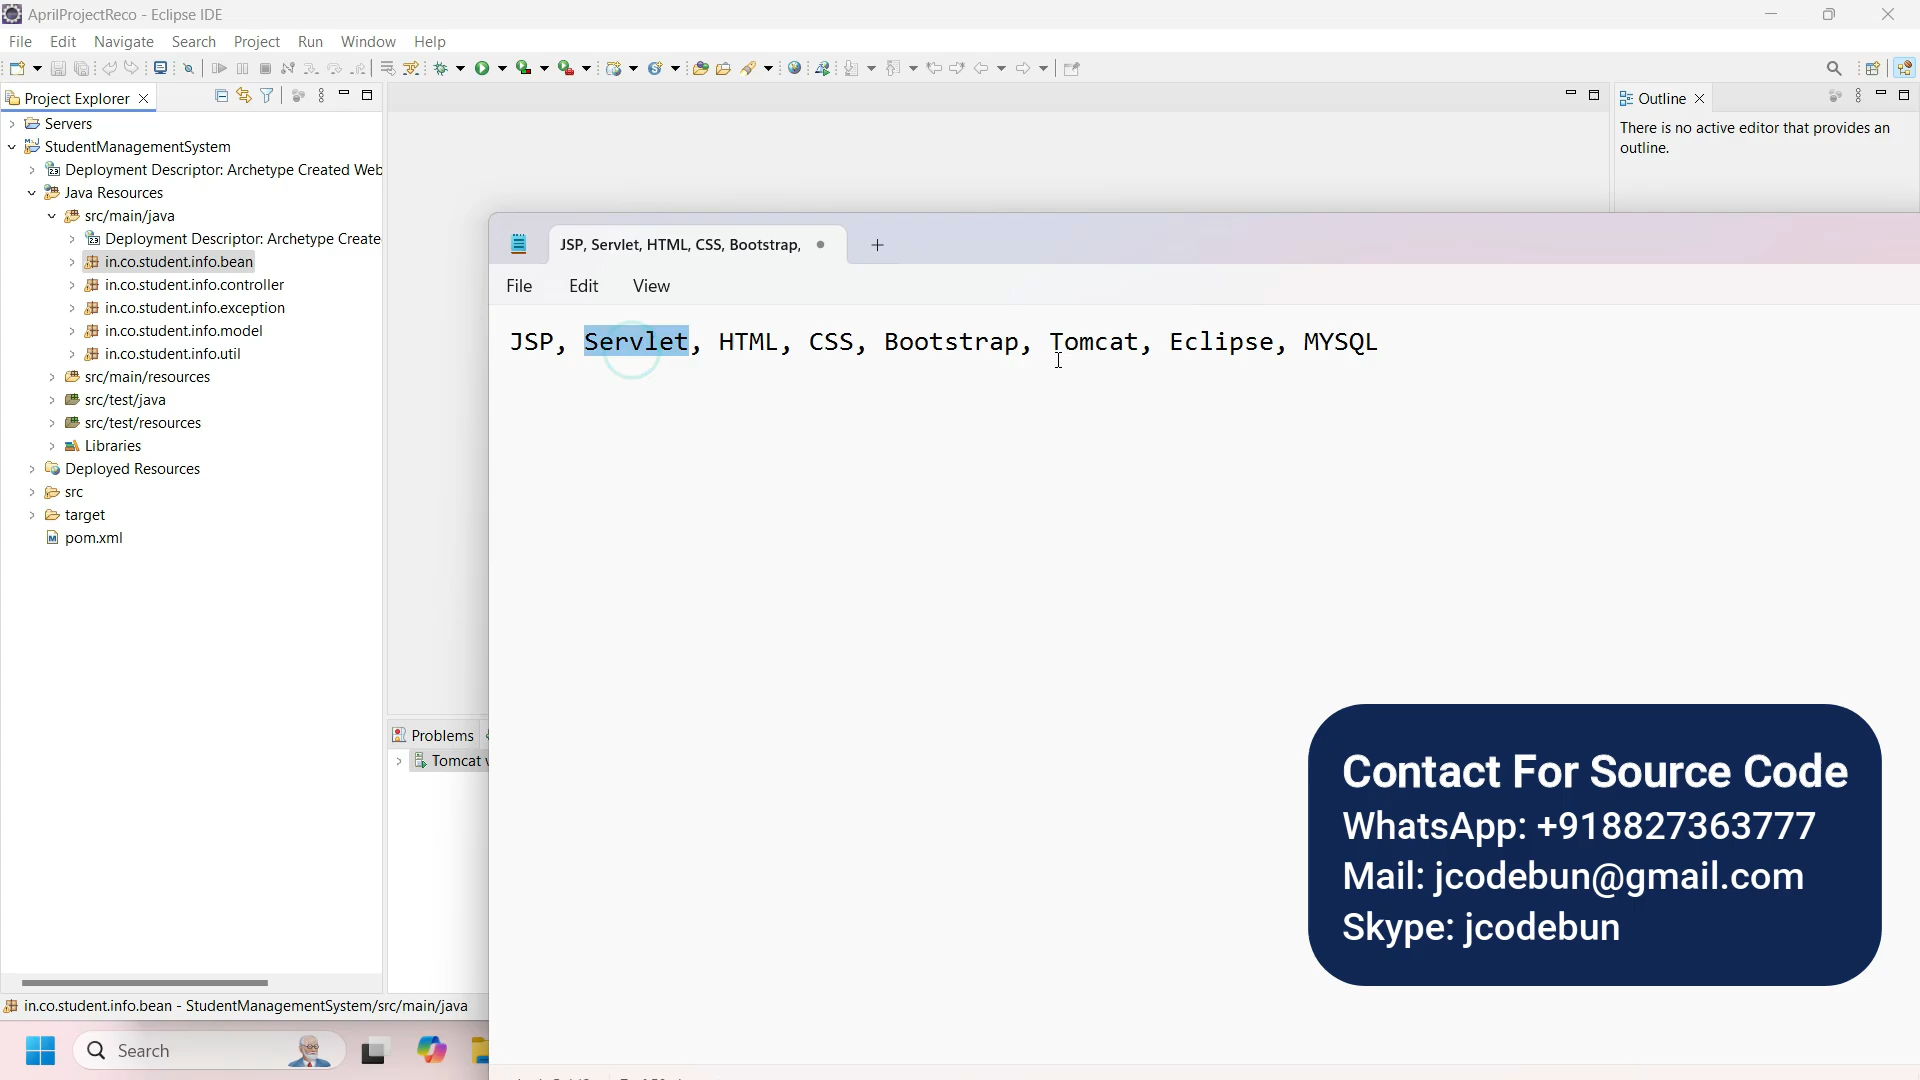 AprilProjectReco - Eclipse IDE
File Edit Navigate Search Project Run Window Help
Project Explorer
Servers
StudentManagementSystem
Deployment Descriptor: Archetype Created Web
Java Resources
src/main/java
Deployment Descriptor: Archetype Create
in.co.student.info.bean
in.co.student.info.controller
in.co.student.info.exception
in.co.student.info.model
in.co.student.info.util
src/main/resources
src/test/java
src/test/resources
Libraries
Deployed Resources
src
target
pom.xml
Outline
There is no active editor that provides an
outline.
JSP, Servlet, HTML, CSS, Bootstrap,
File Edit View
JSP, Servlet, HTML, CSS, Bootstrap, Tomcat, Eclipse, MYSQL
Problems
Tomcat
Contact For Source Code
WhatsApp: +918827363777
Mail: jcodebun@gmail.com
Skype: jcodebun
in.co.student.info.bean - StudentManagementSystem/src/main/java
Search